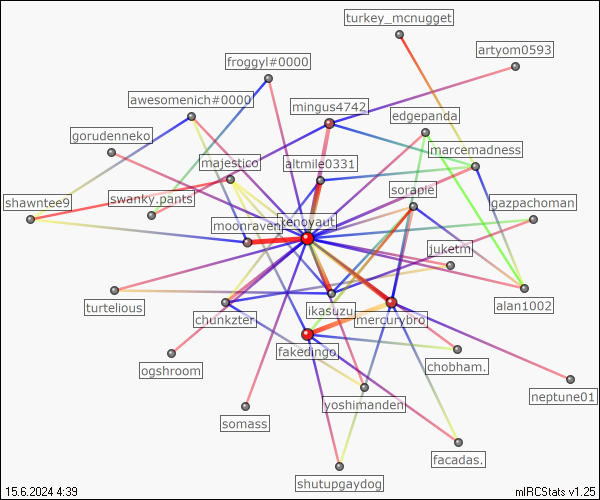 turkey_mcnugget
artyom0593
froggyl#0000
awesomenich#0000
mingus4742
edgepanda
gorudenneko
marcemadness
majestico
altmile0331
sorapie
shawntee9
swanky.pants
gazpachoman
moonraven
xenoyaut
juketm
turtelious
alan1002
chunkzter
ikasuzu
mercurybro
fakedingo
ogshroom
chobham.
neptune01
yoshimanden
somass
facadas.
shutupgaydog
15.6.2024 4:39
mIRCStats v1.25